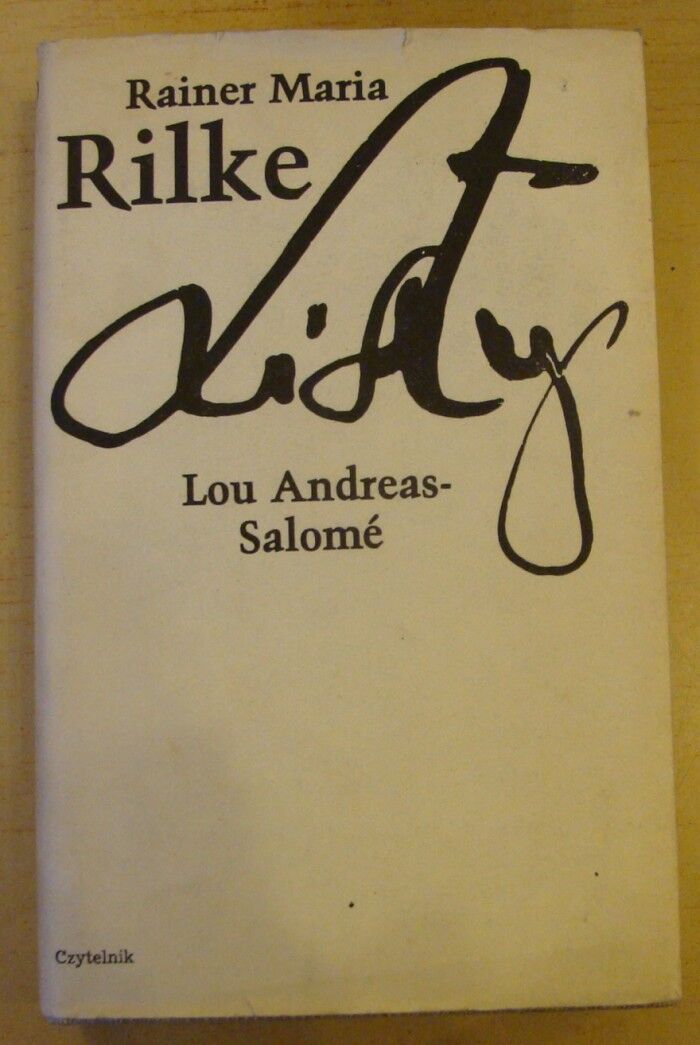 Rainer Maria
Rilke
Listy
Lou Andreas-
Salomé
Czytelnik